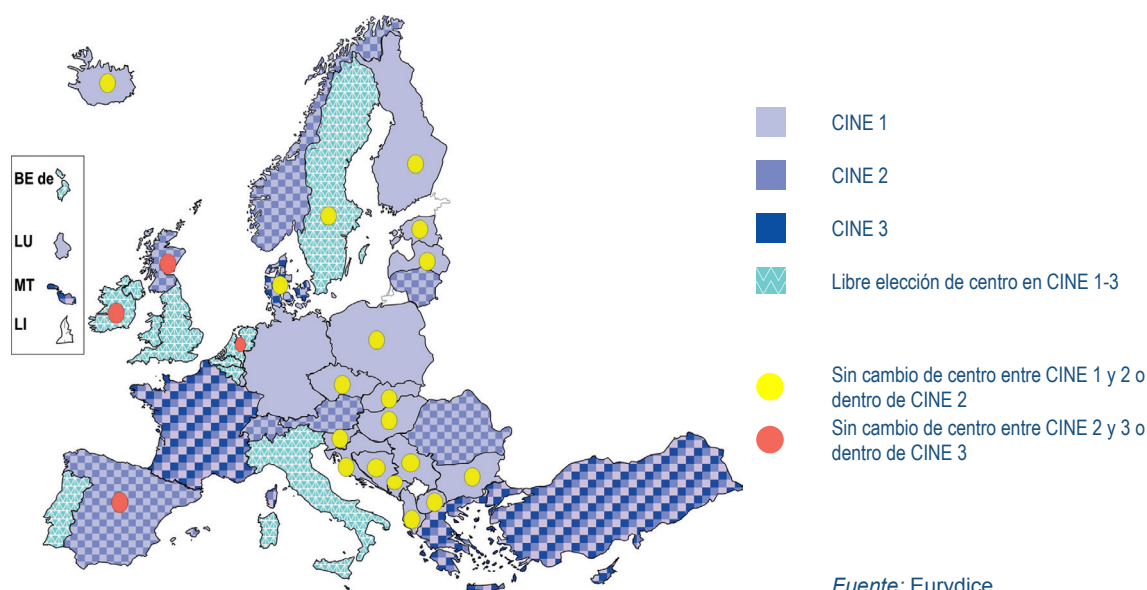 BE de
LU
MT
LI
CINE 1
CINE 2
CINE 3
Libre elección de centro en CINE 1-3
Sin cambio de centro entre CINE 1 y 2 o
dentro de CINE 2
Sin cambio de centro entre CINE 2 y 3 o
dentro de CINE 3
Fuente: Eurydice